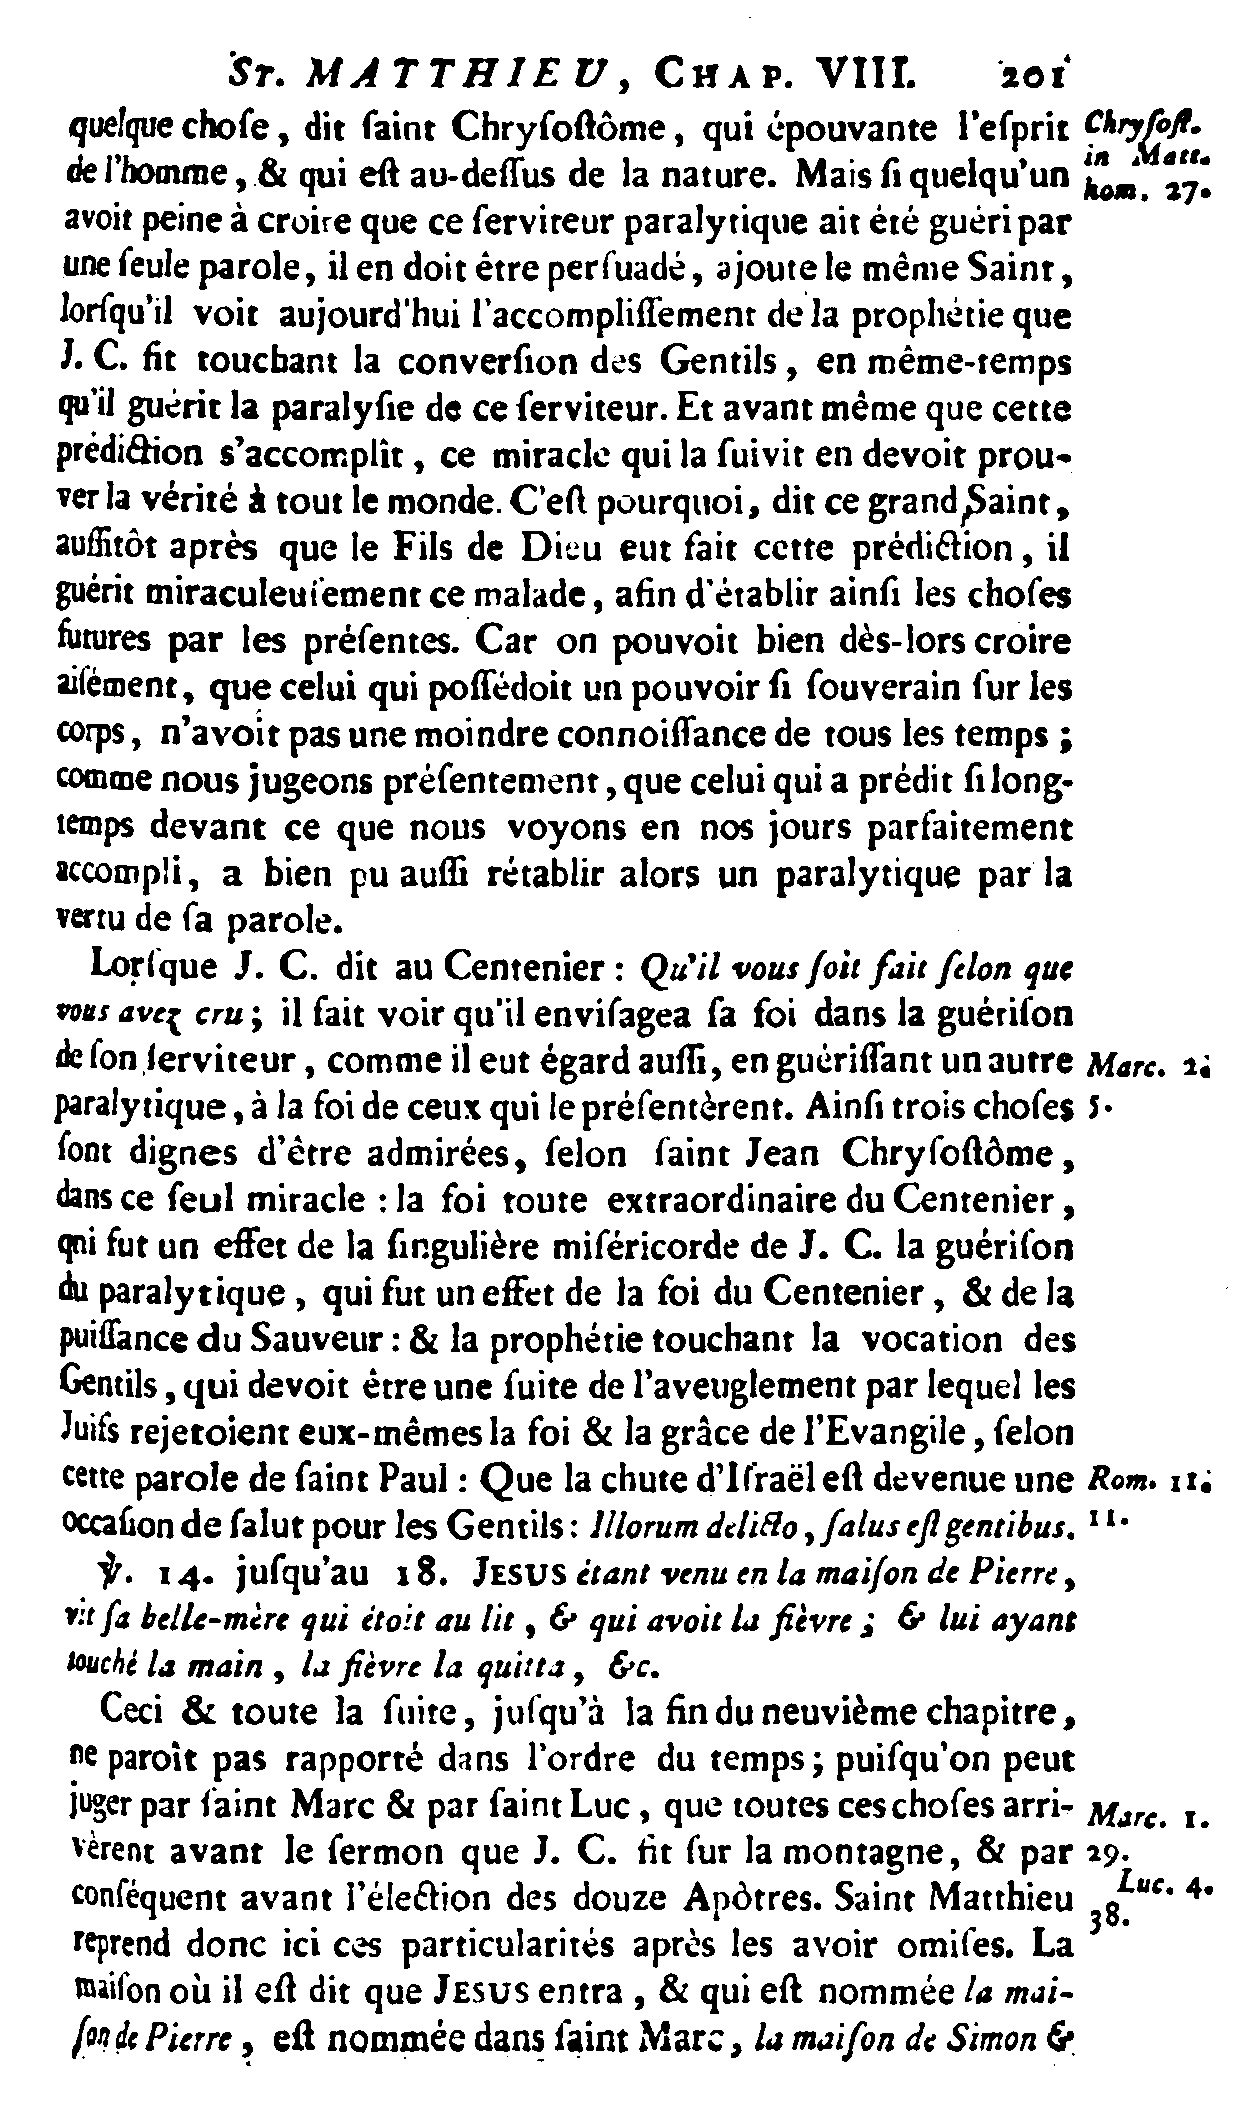 ST. MATTHIEU, CHAP. VIII. 201
quelque choſe, dit ſaint Chryſoſtôme, qui épouvante l'eſprit
Chryſoſt.
de l'homme, & qui eſt au-deſſus de la nature. Mais ſi quelqu'un
in Matt.
hom. 27.
avoit peine à croire que ce ſerviteur paralytique ait été guéri par
une ſeule parole, il en doit être perſuadé, ajoute le même Saint,
lorſqu'il voit aujourd'hui l'accompliſſement de la prophétie que
J. C. fit touchant la converſion des Gentils, en même-temps
qu'il guérit la paralyſie de ce ſerviteur. Et avant même que cette
prédiction s'accomplît, ce miracle qui la ſuivit en devoit prou-
ver la vérité à tout le monde. C'eſt pourquoi, dit ce grand Saint,
auſſitôt après que le Fils de Dieu eut fait cette prédiction, il
guérit miraculeuſement ce malade, afin d'établir ainſi les choſes
futures par les préſentes. Car on pouvoit bien dès-lors croire
aiſément, que celui qui poſſédoit un pouvoir ſi ſouverain ſur les
corps, n'avoit pas une moindre connoiſſance de tous les temps;
comme nous jugeons préſentement, que celui qui a prédit ſi long-
temps devant ce que nous voyons en nos jours parfaitement
accompli, a bien pu auſſi rétablir alors un paralytique par la
vertu de ſa parole.
Lorſque J. C. dit au Centenier : Qu'il vous ſoit fait ſelon que
vous avez cru; il fait voir qu'il enviſagea ſa foi dans la guériſon
de ſon ſerviteur, comme il eut égard auſſi, en guériſſant un autre
Marc. 2.
paralytique, à la foi de ceux qui le préſentèrent. Ainſi trois choſes
5.
ſont dignes d'être admirées, ſelon ſaint Jean Chryſoſtôme,
dans ce ſeul miracle : la foi toute extraordinaire du Centenier,
qui fut un effet de la ſingulière miſéricorde de J. C. la guériſon
du paralytique, qui fut un effet de la foi du Centenier, & de la
puiſſance du Sauveur : & la prophétie touchant la vocation des
Gentils, qui devoit être une ſuite de l'aveuglement par lequel les
Juifs rejetoient eux-mêmes la foi & la grâce de l'Evangile, ſelon
cette parole de ſaint Paul : Que la chute d'Iſraël eſt devenue une
Rom. 11.
occaſion de ſalut pour les Gentils : Illorum delicto, ſalus eſt gentibus.
11.
℣. 14. juſqu'au 18. JESUS étant venu en la maiſon de Pierre,
vit ſa belle-mère qui étoit au lit, & qui avoit la fièvre; & lui ayant
touché la main, la fièvre la quitta, &c.
Ceci & toute la ſuite, juſqu'à la fin du neuvième chapitre,
ne paroît pas rapporté dans l'ordre du temps; puiſqu'on peut
juger par ſaint Marc & par ſaint Luc, que toutes ces choſes arri-
Marc. 1.
vèrent avant le ſermon que J. C. fit ſur la montagne, & par
29.
conſéquent avant l'élection des douze Apôtres. Saint Matthieu
Luc. 4.
38.
reprend donc ici ces particularités après les avoir omiſes. La
maiſon où il eſt dit que JESUS entra, & qui eſt nommée la mai-
ſon de Pierre, eſt nommée dans ſaint Marc, la maiſon de Simon &